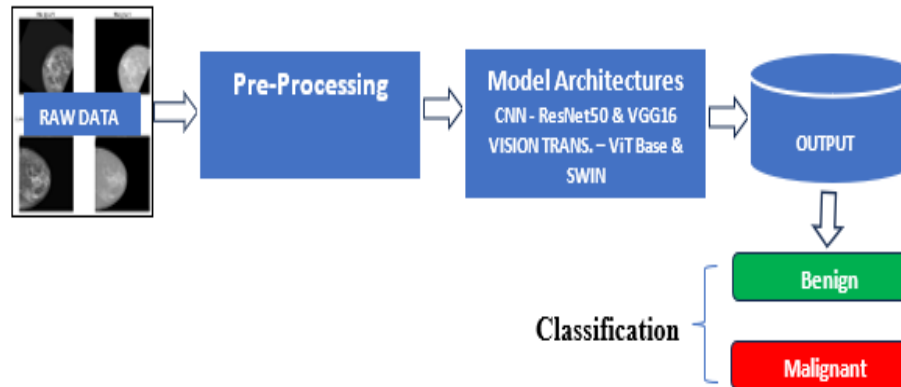 RAW DATA
Pre-Processing
Model Architectures
CNN - ResNet50 & VGG16
VISION TRANS. – ViT Base &
SWIN
OUTPUT
Benign
Classification
Malignant